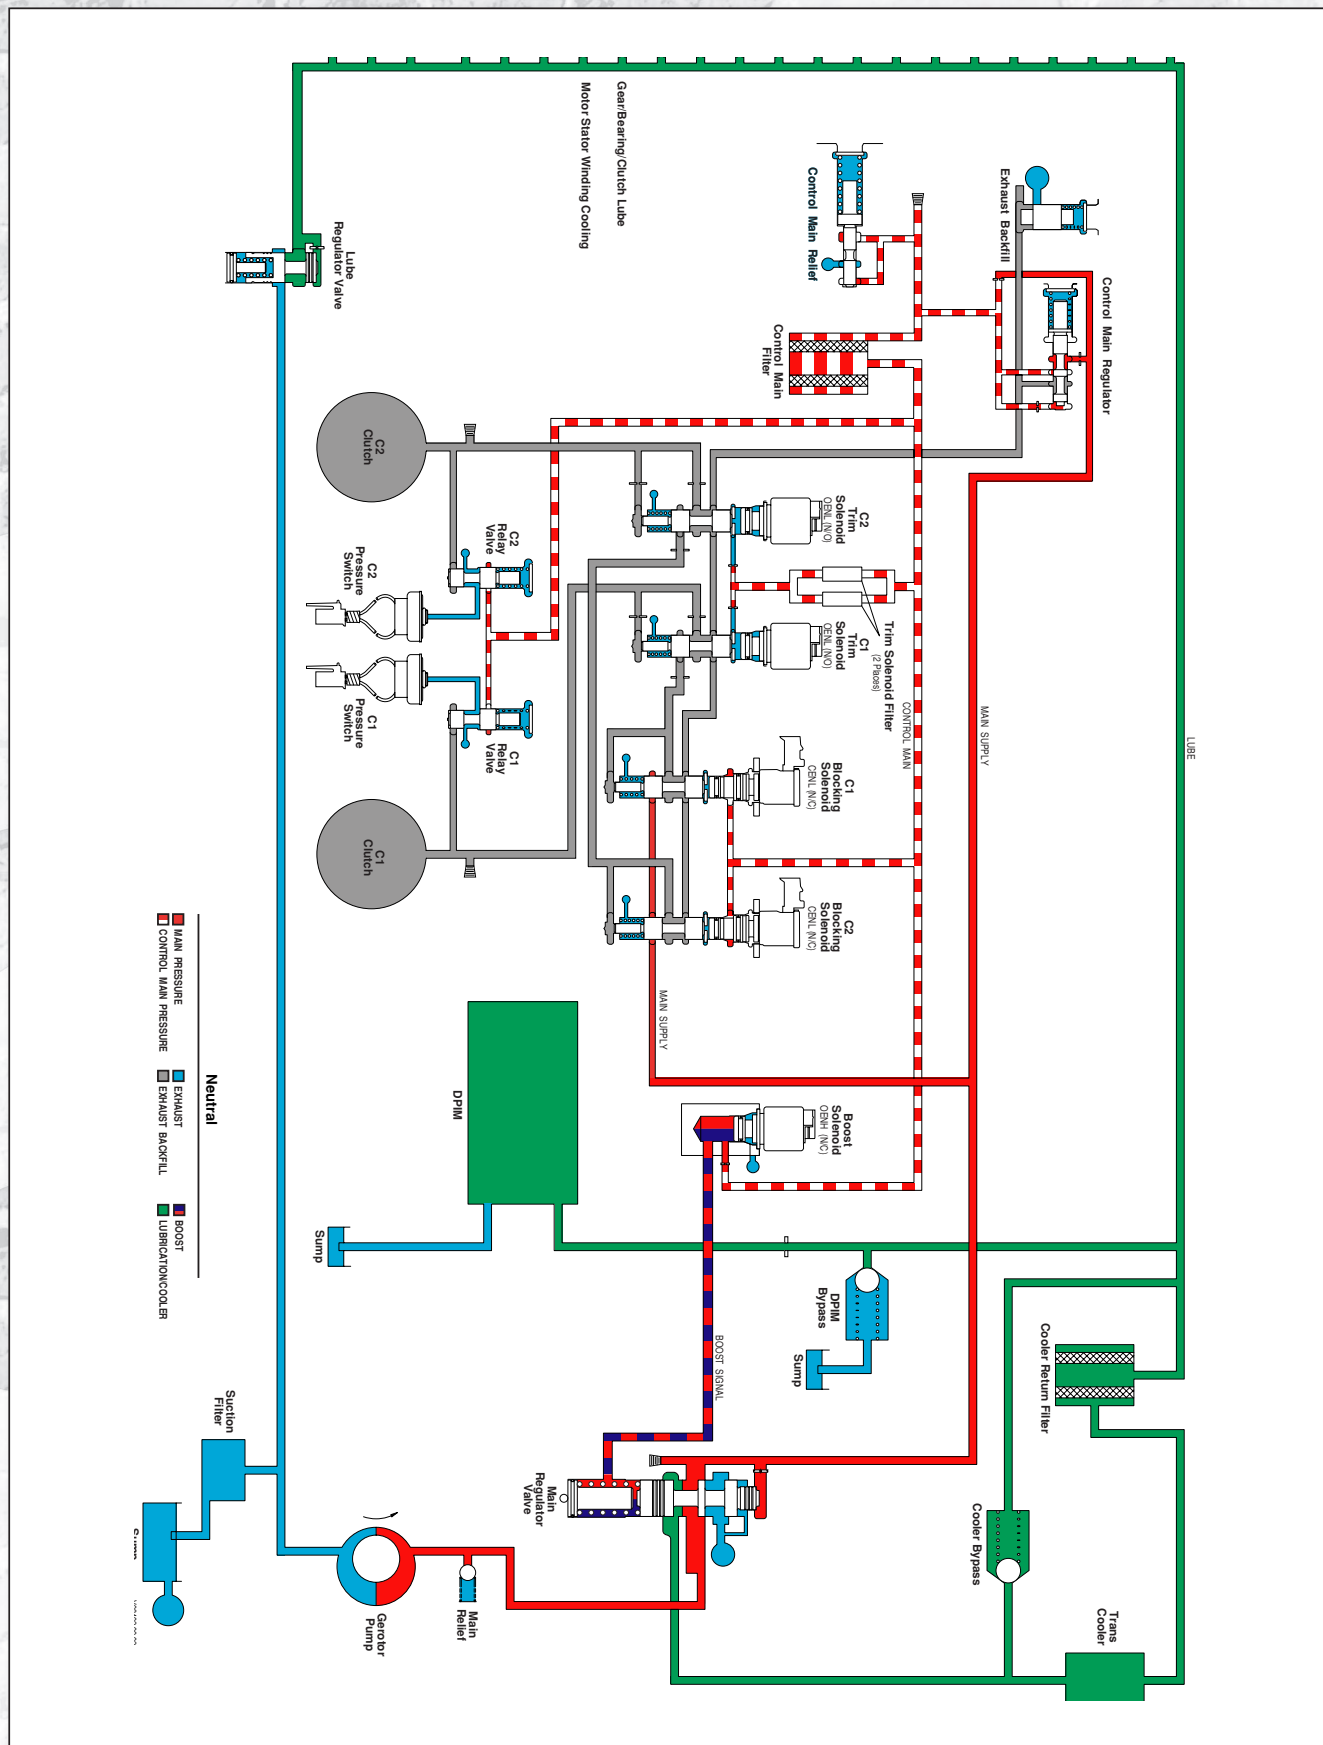 LUBE
Cooler Return Filter
Cooler Bypass
Trans
Cooler
Control Main Regulator
Exhaust Backfill
MAIN SUPPLY
CONTROL MAIN
Trim Solenoid Filter
(2 Places)
Control Main Relief
Control Main
Filter
C2
Trim
Solenoid
OENL (N/O)
C1
Trim
Solenoid
OENL (N/O)
C1
Blocking
Solenoid
CENL (N/C)
C2
Blocking
Solenoid
CENL (N/C)
Boost
Solenoid
OENH (N/C)
DPIM
Bypass
Sump
BOOST SIGNAL
MAIN SUPPLY
Gear/Bearing/Clutch Lube
Motor Stator Winding Cooling
C2
Relay
Valve
C1
Relay
Valve
Main
Regulator
Valve
DPIM
Main
Relief
C2
Clutch
C2
Pressure
Switch
C1
Pressure
Switch
C1
Clutch
Gerotor
Pump
Lube
Regulator Valve
Sump
Suction
Filter
Neutral
MAIN PRESSURE
EXHAUST
BOOST
CONTROL MAIN PRESSURE
EXHAUST BACKFILL
LUBRICATION/COOLER